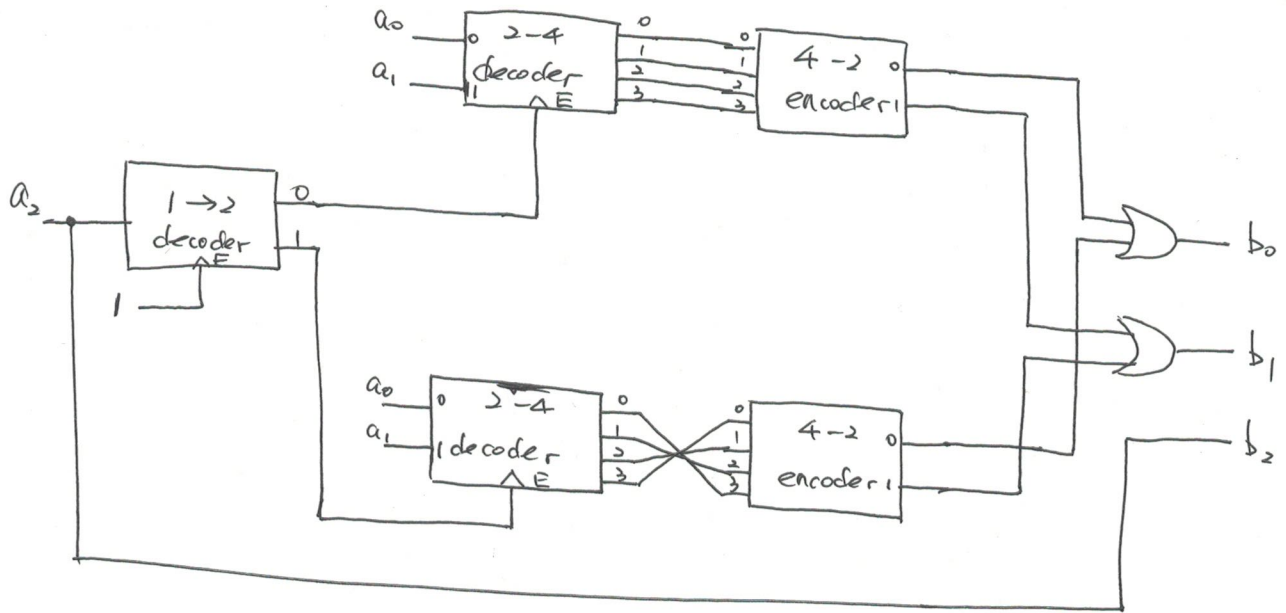 a₀
a₁
0
2-4
decoder
1
E
0
1
2
3
0
1
2
3
4-2
encoder
0
1
a₂
1→2
decoder
E
1
0
1
b₀
b₁
b₂
a₀
a₁
0
2-4
1
decoder
E
0
1
2
3
0
1
2
3
4-2
encoder
0
1